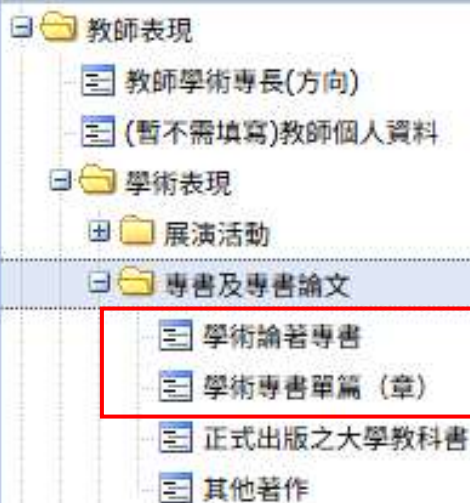 教師表現
教師學術專長(方向)
(暫不需填寫)教師個人資料
學術表現
展演活動
專書及專書論文
學術論著專書
學術專書單篇（章）
正式出版之大學教科書
其他著作